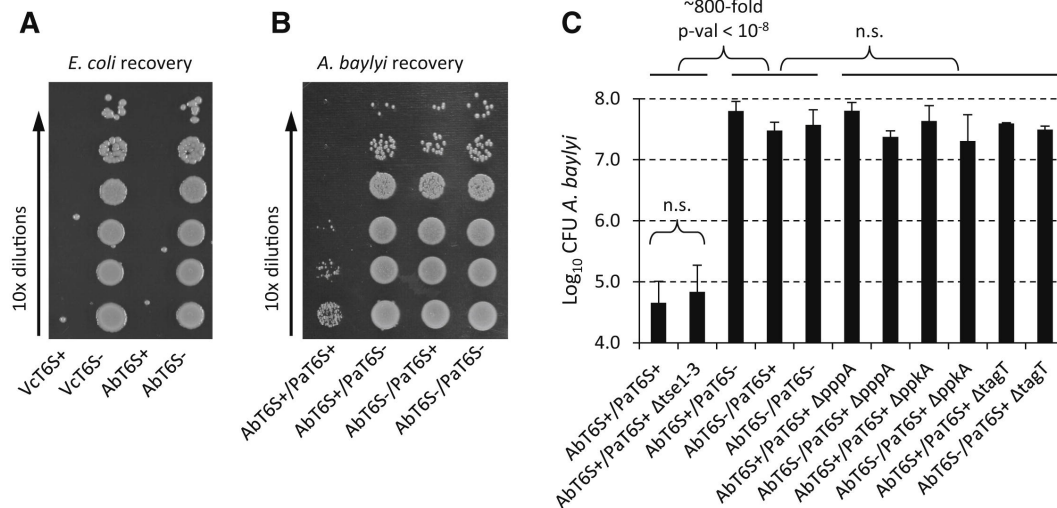 A
E. coli recovery
10x dilutions
VcT6S+
VcT6S-
AbT6S+
AbT6S-
B
A. baylyi recovery
10x dilutions
AbT6S+/PaT6S+
AbT6S+/PaT6S-
AbT6S-/PaT6S+
AbT6S-/PaT6S-
C
~800-fold
p-val < 10⁻⁸
n.s.
n.s.
Log₁₀ CFU A. baylyi
8.0
7.0
6.0
5.0
4.0
AbT6S+/PaT6S+
AbT6S+/PaT6S+ Δtse1-3
AbT6S+/PaT6S-
AbT6S-/PaT6S+
AbT6S-/PaT6S-
AbT6S+/PaT6S+ ΔpppA
AbT6S-/PaT6S+ ΔpppA
AbT6S+/PaT6S+ ΔppkA
AbT6S-/PaT6S+ ΔppkA
AbT6S+/PaT6S+ ΔtagT
AbT6S-/PaT6S+ ΔtagT